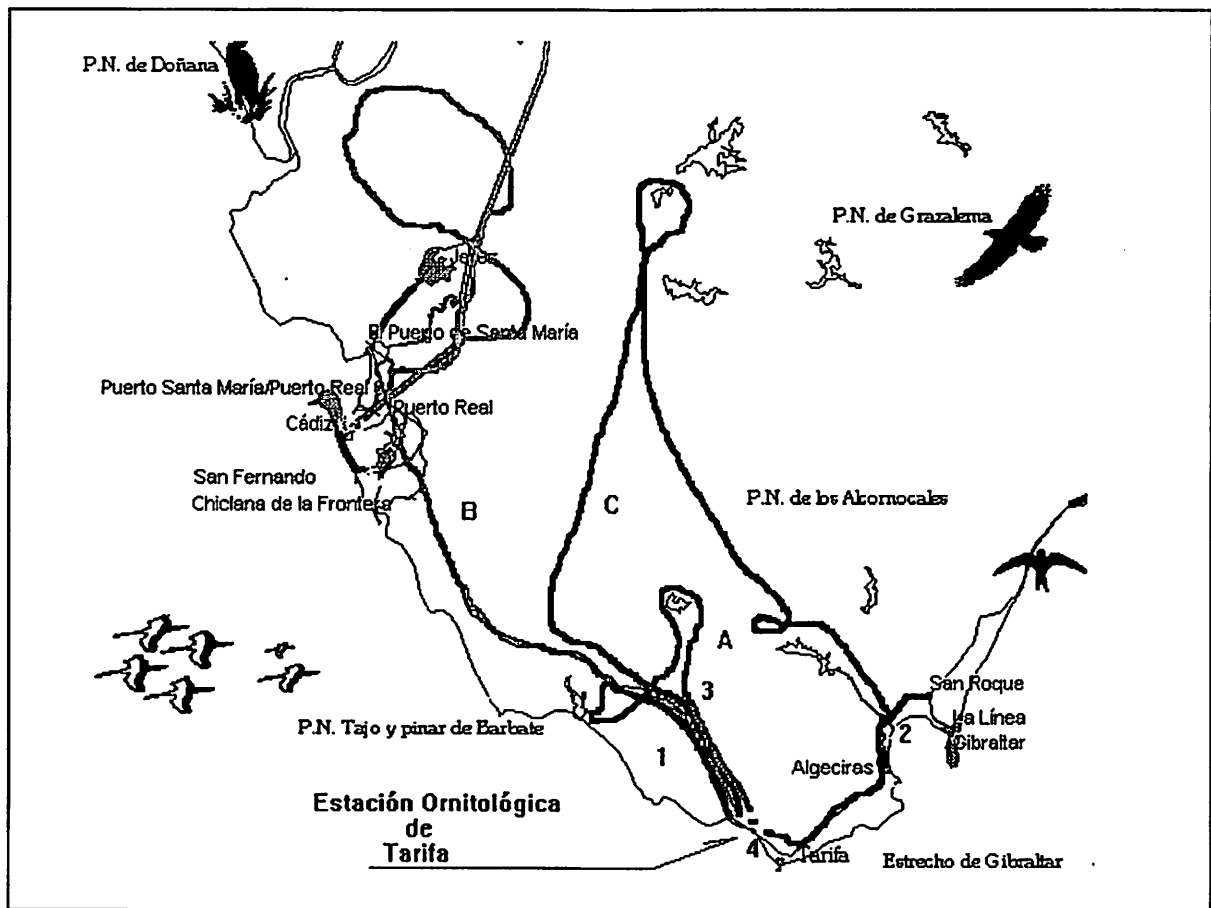 P.N. de Doñana
P.N. de Grazalema
Jerez
El Puerto de Santa María
Puerto Santa María/Puerto Real
Puerto Real
Cádiz
San Fernando
Chiclana de la Frontera
B
C
P.N. de los Alcornocales
A
3
San Roque
La Línea
Gibraltar
2
P.N. Tajo y pinar de Barbate
1
Algeciras
Estación Ornitológica
de
Tarifa
4
Tarifa
Estrecho de Gibraltar